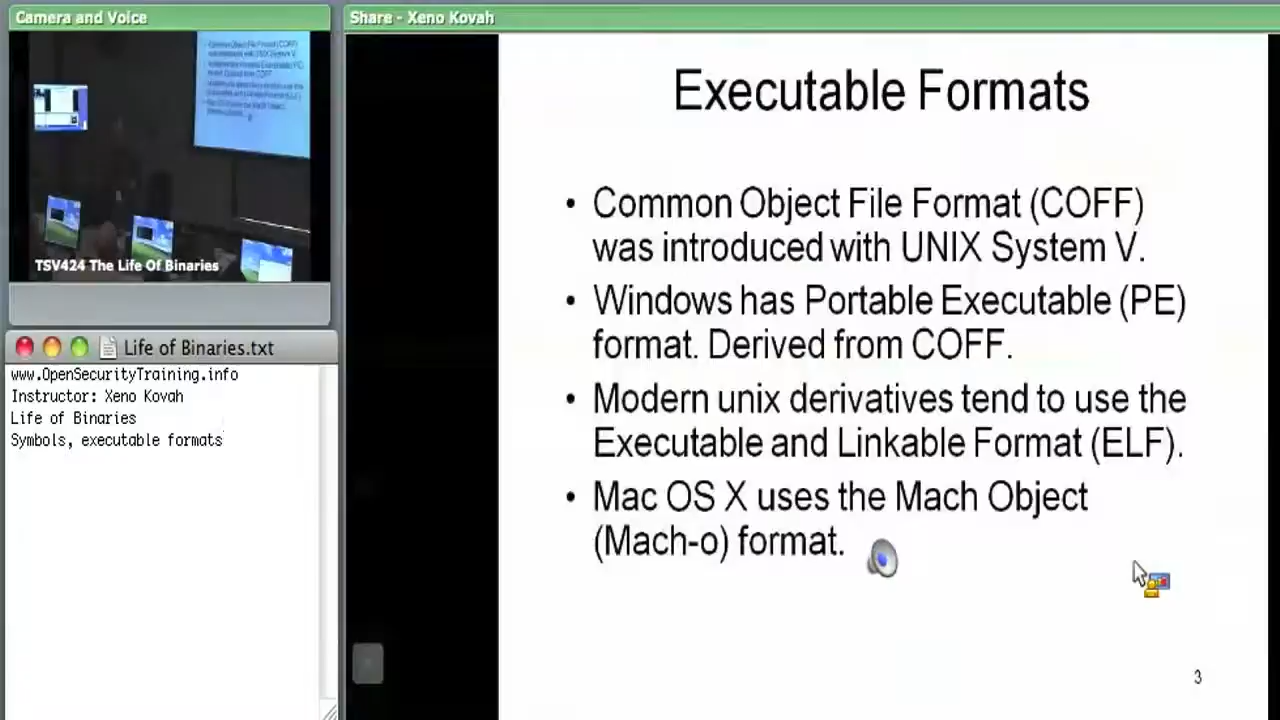 Camera and Voice
Share - Xeno Kovah
TSV424 The Life Of Binaries
Life of Binaries.txt
www.OpenSecurityTraining.info
Instructor: Xeno Kovah
Life of Binaries
Symbols, executable formats
Executable Formats
• Common Object File Format (COFF)
was introduced with UNIX System V.
• Windows has Portable Executable (PE)
format. Derived from COFF.
• Modern unix derivatives tend to use the
Executable and Linkable Format (ELF).
• Mac OS X uses the Mach Object
(Mach-o) format.
3